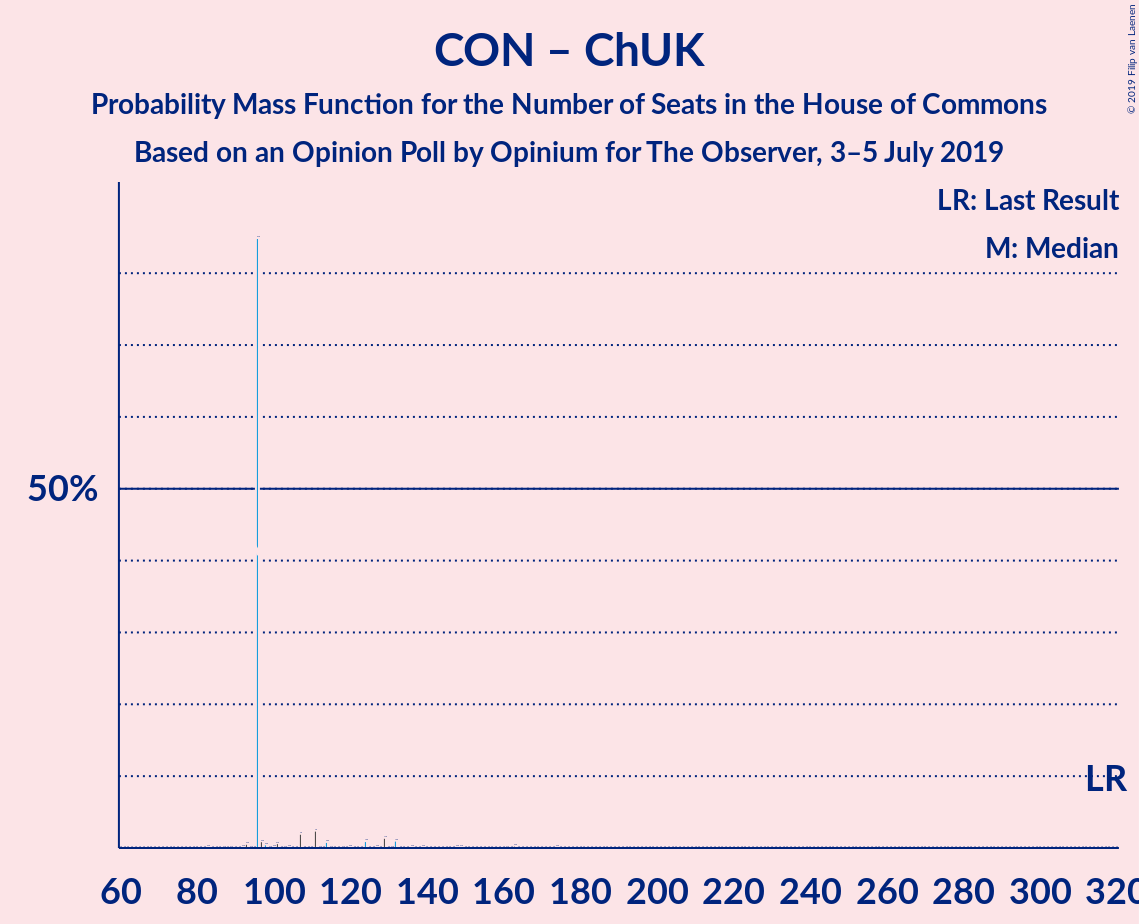 CON – ChUK
Probability Mass Function for the Number of Seats in the House of Commons
Based on an Opinion Poll by Opinium for The Observer, 3–5 July 2019
© 2019 Filip van Laenen
LR: Last Result
M: Median
50%
LR
60 80 100 120 140 160 180 200 220 240 260 280 300 320